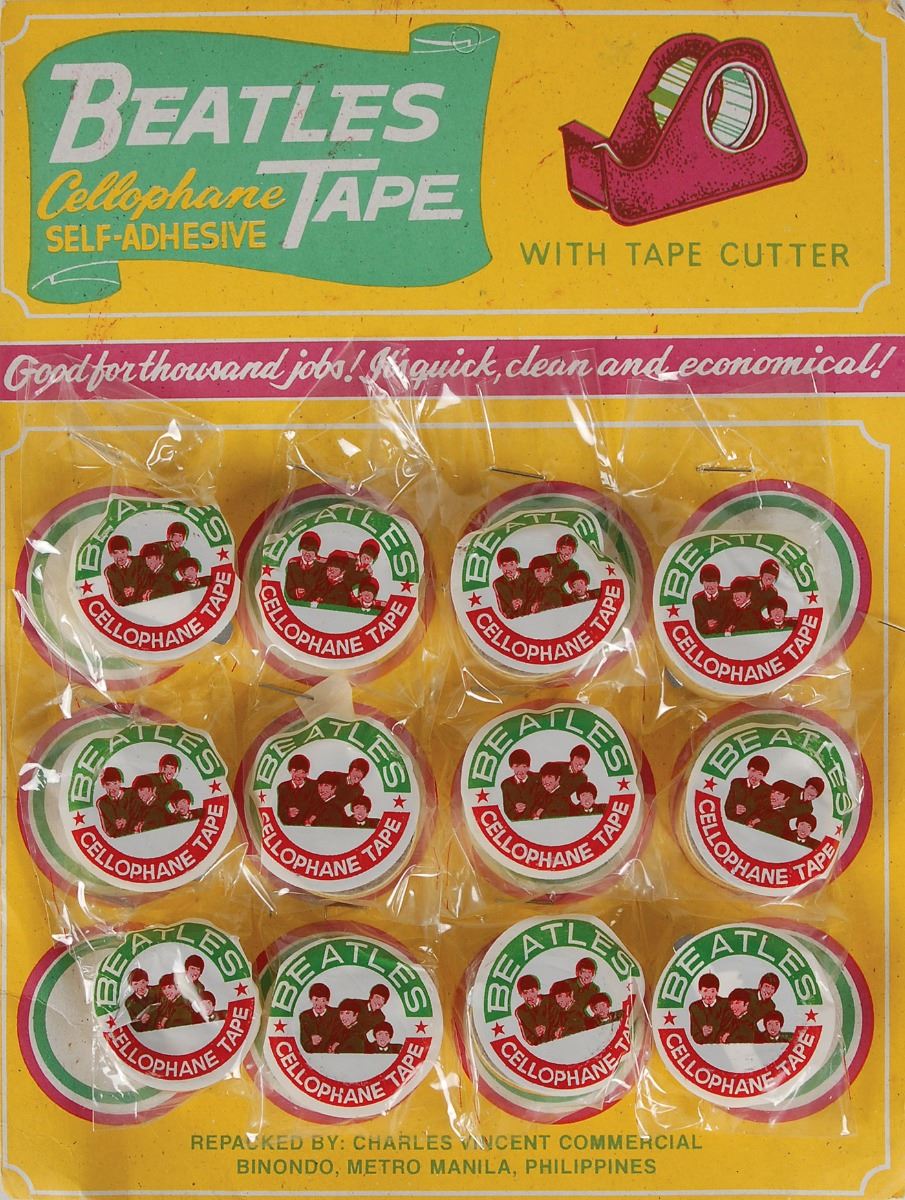 BEATLES
Cellophane TAPE
SELF-ADHESIVE
WITH TAPE CUTTER
Good for thousand jobs! It's quick, clean and economical!
BEATLES
CELLOPHANE TAPE
BEATLES
CELLOPHANE TAPE
BEATLES
CELLOPHANE TAPE
BEATLES
CELLOPHANE TAPE
BEATLES
CELLOPHANE TAPE
BEATLES
CELLOPHANE TAPE
BEATLES
CELLOPHANE TAPE
BEATLES
CELLOPHANE TAPE
BEATLES
CELLOPHANE TAPE
BEATLES
CELLOPHANE TAPE
BEATLES
CELLOPHANE TAPE
BEATLES
CELLOPHANE TAPE
REPACKED BY: CHARLES VINCENT COMMERCIAL
BINONDO, METRO MANILA, PHILIPPINES